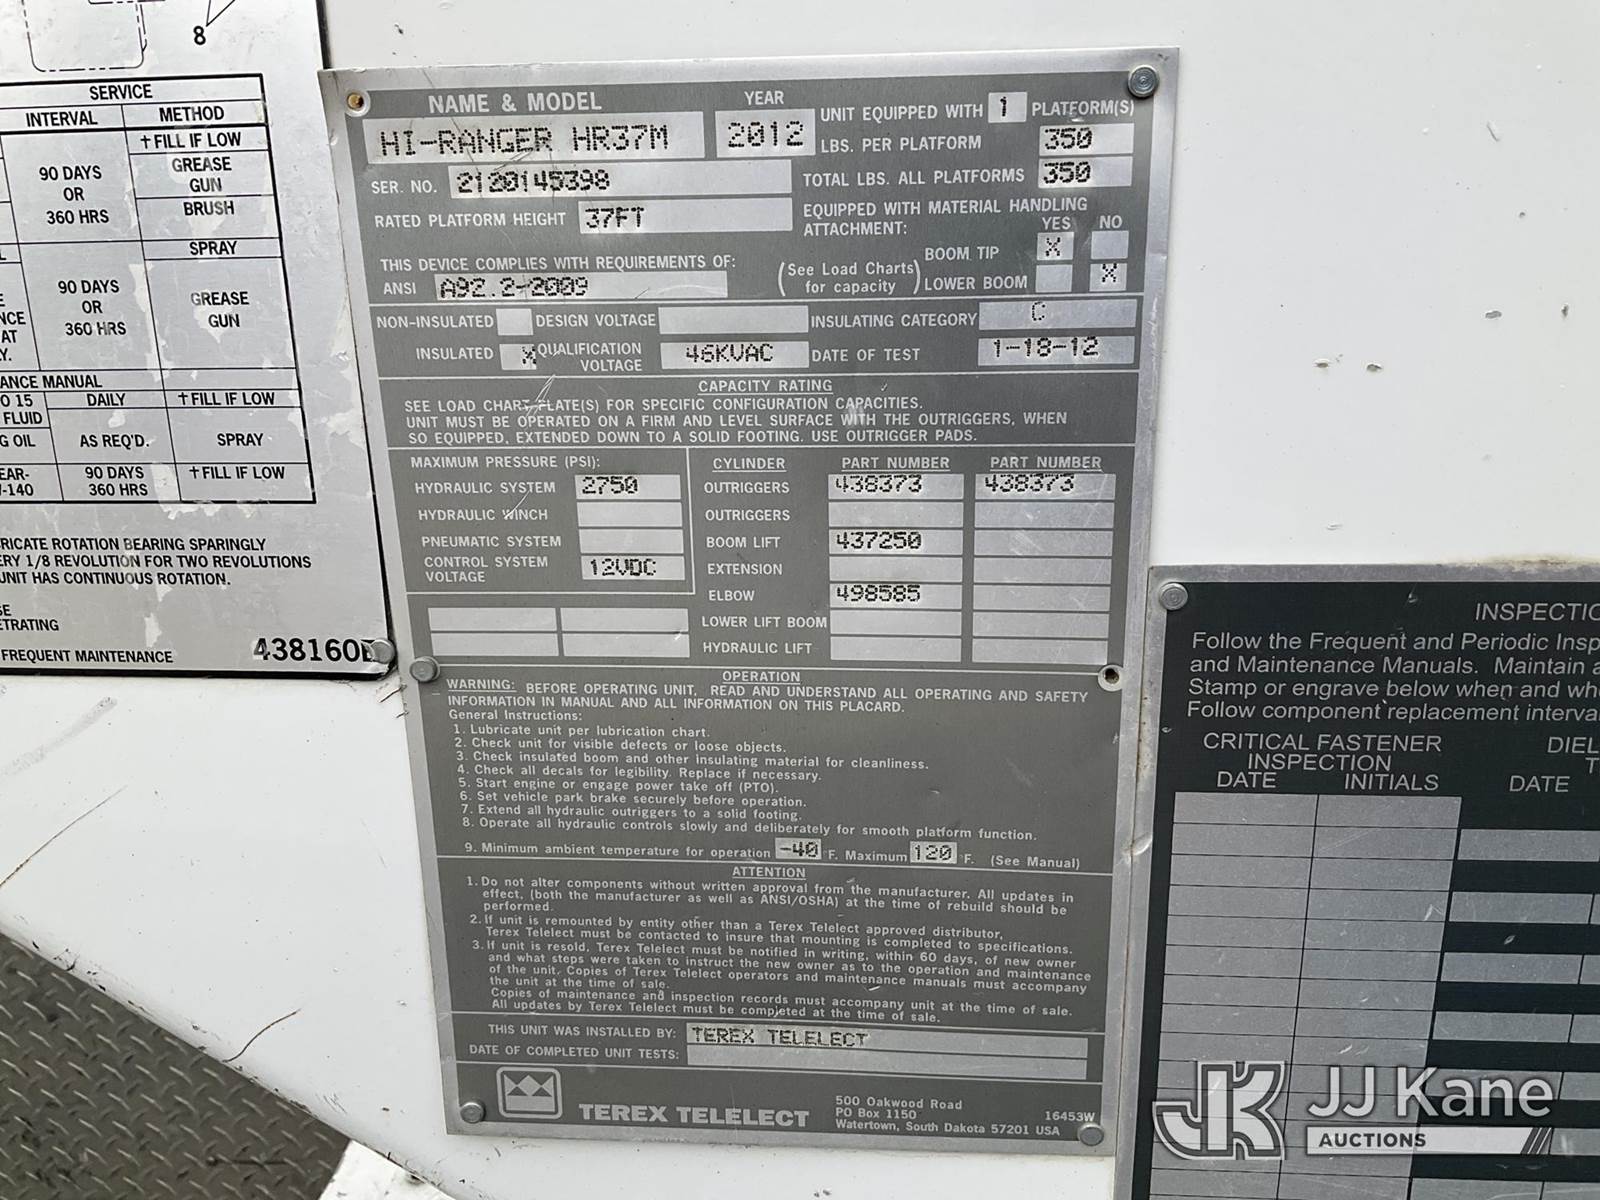 8
SERVICE
INTERVAL METHOD
† FILL IF LOW
90 DAYS
OR
360 HRS
GREASE
GUN
BRUSH
SPRAY
90 DAYS
OR
360 HRS
GREASE
GUN
ANCE MANUAL
O 15
FLUID
DAILY † FILL IF LOW
G OIL AS REQ'D. SPRAY
90 DAYS
360 HRS
† FILL IF LOW
RICATE ROTATION BEARING SPARINGLY
ERY 1/8 REVOLUTION FOR TWO REVOLUTIONS
UNIT HAS CONTINUOUS ROTATION.
ETRATING
FREQUENT MAINTENANCE
438160E
NAME & MODEL YEAR
HI-RANGER HR37M 2012
UNIT EQUIPPED WITH 1 PLATFORM(S)
LBS. PER PLATFORM 350
SER. NO. 2120145398
TOTAL LBS. ALL PLATFORMS 350
RATED PLATFORM HEIGHT 37FT
EQUIPPED WITH MATERIAL HANDLING
ATTACHMENT: YES NO
BOOM TIP X
(See Load Charts for capacity) LOWER BOOM X
THIS DEVICE COMPLIES WITH REQUIREMENTS OF:
ANSI A92.2-2009
NON-INSULATED DESIGN VOLTAGE INSULATING CATEGORY C
INSULATED X QUALIFICATION VOLTAGE 46KVAC DATE OF TEST 1-18-12
CAPACITY RATING
SEE LOAD CHART PLATE(S) FOR SPECIFIC CONFIGURATION CAPACITIES.
UNIT MUST BE OPERATED ON A FIRM AND LEVEL SURFACE WITH THE OUTRIGGERS, WHEN
SO EQUIPPED, EXTENDED DOWN TO A SOLID FOOTING. USE OUTRIGGER PADS.
MAXIMUM PRESSURE (PSI):
HYDRAULIC SYSTEM 2750
HYDRAULIC WINCH
PNEUMATIC SYSTEM
CONTROL SYSTEM
VOLTAGE 12VDC
CYLINDER PART NUMBER PART NUMBER
OUTRIGGERS 438373 438373
OUTRIGGERS
BOOM LIFT 437250
EXTENSION
ELBOW 498585
LOWER LIFT BOOM
HYDRAULIC LIFT
OPERATION
WARNING: BEFORE OPERATING UNIT, READ AND UNDERSTAND ALL OPERATING AND SAFETY
INFORMATION IN MANUAL AND ALL INFORMATION ON THIS PLACARD.
General Instructions:
1. Lubricate unit per lubrication chart.
2. Check unit for visible defects or loose objects.
3. Check insulated boom and other insulating material for cleanliness.
4. Check all decals for legibility. Replace if necessary.
5. Start engine or engage power take off (PTO).
6. Set vehicle park brake securely before operation.
7. Extend all hydraulic outriggers to a solid footing.
8. Operate all hydraulic controls slowly and deliberately for smooth platform function.
9. Minimum ambient temperature for operation -40 °F. Maximum 120 °F. (See Manual)
ATTENTION
1. Do not alter components without written approval from the manufacturer. All updates in
effect, (both the manufacturer as well as ANSI/OSHA) at the time of rebuild should be
performed.
2. If unit is remounted by entity other than a Terex Telelect approved distributor,
Terex Telelect must be contacted to insure that mounting is completed to specifications.
3. If unit is resold, Terex Telelect must be notified in writing, within 60 days, of new owner
and what steps were taken to instruct the new owner as to the operation and maintenance
of the unit. Copies of Terex Telelect operators and maintenance manuals must accompany
the unit at the time of sale.
Copies of maintenance and inspection records must accompany unit at the time of sale.
All updates by Terex Telelect must be completed at the time of sale.
THIS UNIT WAS INSTALLED BY: TEREX TELELECT
DATE OF COMPLETED UNIT TESTS:
TEREX TELELECT
500 Oakwood Road
PO Box 1150
Watertown, South Dakota 57201 USA
16453W
INSPECTIO
Follow the Frequent and Periodic Insp
and Maintenance Manuals. Maintain a
Stamp or engrave below when and wh
Follow component replacement interva
CRITICAL FASTENER
INSPECTION
DATE INITIALS
DIEL
T
DATE
JK JJ Kane
AUCTIONS